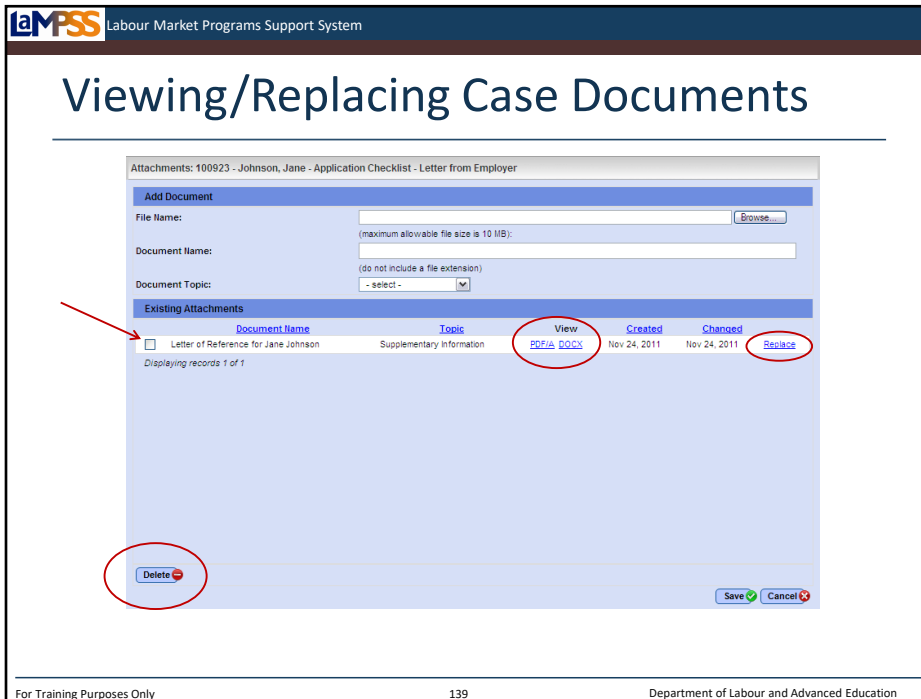 LaMPSS Labour Market Programs Support System
Viewing/Replacing Case Documents
Attachments: 100923 - Johnson, Jane - Application Checklist - Letter from Employer
Add Document
File Name: Browse...
(maximum allowable file size is 10 MB):
Document Name:
(do not include a file extension)
Document Topic: - select -
Existing Attachments
Document Name Topic View Created Changed
Letter of Reference for Jane Johnson Supplementary Information PDF/A DOCX Nov 24, 2011 Nov 24, 2011 Replace
Displaying records 1 of 1
Delete
Save Cancel
For Training Purposes Only 139 Department of Labour and Advanced Education